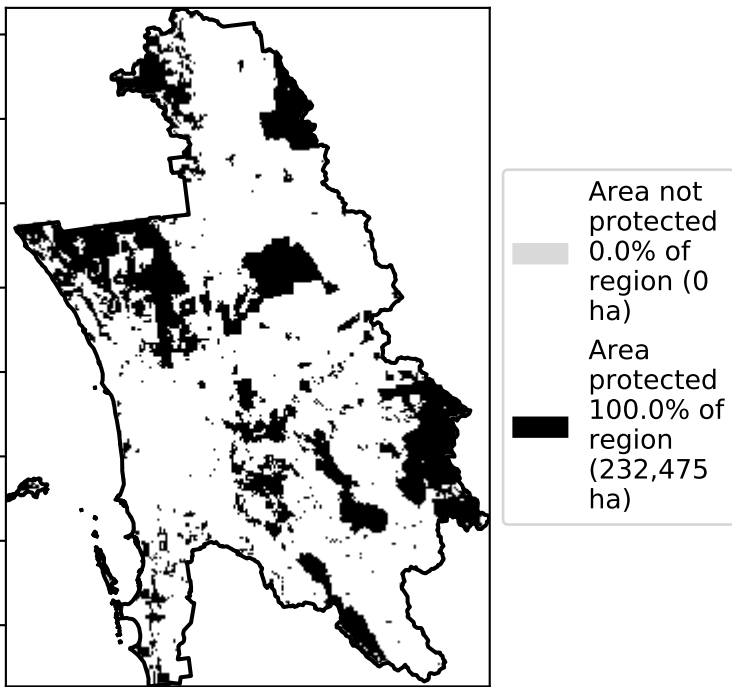 Area not
protected
0.0% of
region (0
ha)
Area
protected
100.0% of
region
(232,475
ha)